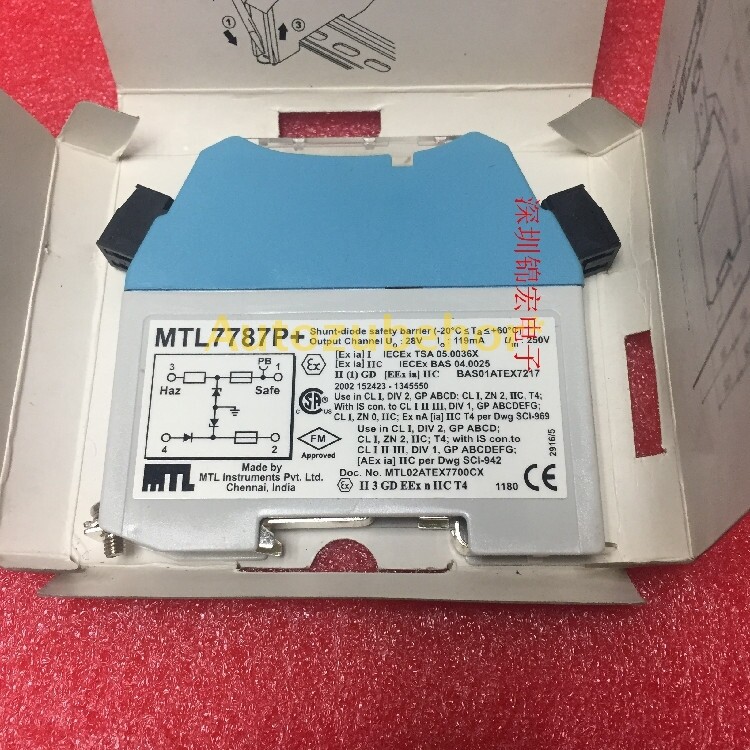 ① ③
深圳锦宏电子
Autozakebot
MTL7787P+
Shunt-diode safety barrier (-20°C ≤ Ta ≤ +60°C)
Output Channel Uo : 28V Io : 119mA Um : 250V
[Ex ia] I IECEx TSA 05.0036X
[Ex ia] IIC IECEx BAS 04.0025
II (1) GD [EEx ia] IIC BAS01ATEX7217
2002 152423 - 1345550
Use in CL I, DIV 2, GP ABCD; CL I, ZN 2, IIC, T4;
With IS con. to CL I II III, DIV 1, GP ABCDEFG;
CL I, ZN 0, IIC; Ex nA [ia] IIC T4 per Dwg SCI-969
Use in CL I, DIV 2, GP ABCD;
CL I, ZN 2, IIC; T4; with IS con.to
CL I II III, DIV 1, GP ABCDEFG;
[AEx ia] IIC per Dwg SCI-942
Doc. No. MTL02ATEX7700CX
II 3 GD EEx n IIC T4 1180 CE
2916/5
PB
3 1
Haz Safe
4 2
Ex
C SA ®
FM
APPROVED
MTL
Made by
MTL Instruments Pvt. Ltd.
Chennai, India
Ex